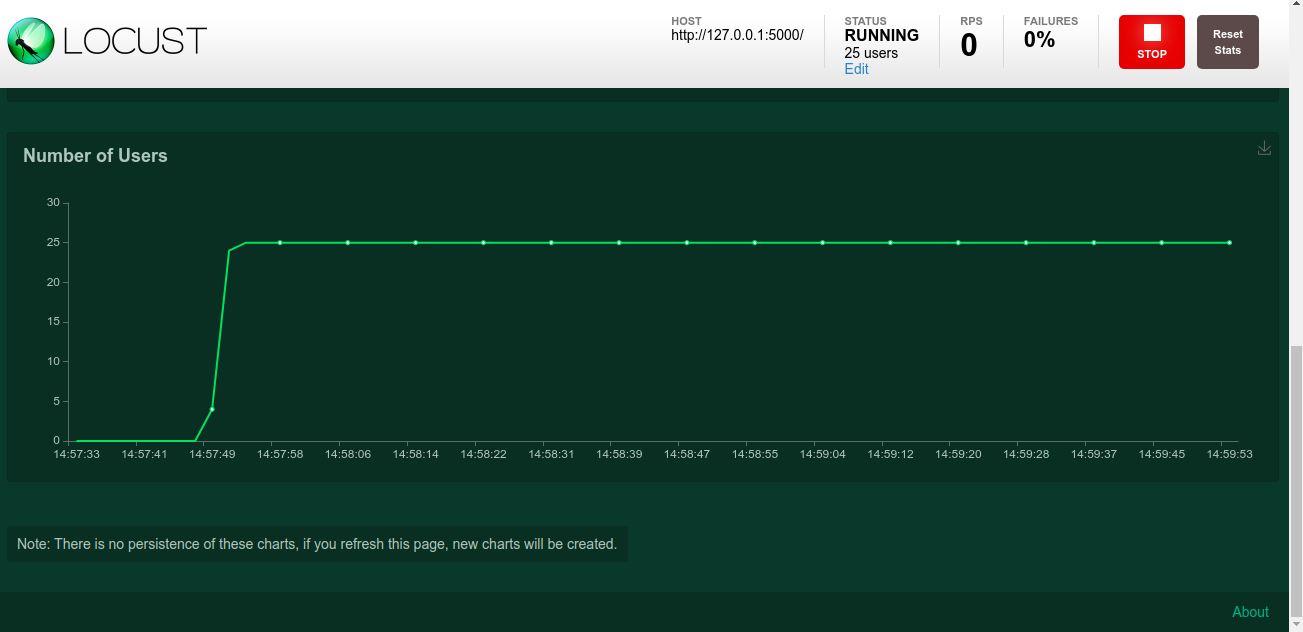 LOCUST
HOST
http://127.0.0.1:5000/
STATUS
RUNNING
25 users
Edit
RPS
0
FAILURES
0%
STOP
Reset
Stats
Number of Users
30
25
20
15
10
5
0
14:57:33 14:57:41 14:57:49 14:57:58 14:58:06 14:58:14 14:58:22 14:58:31 14:58:39 14:58:47 14:58:55 14:59:04 14:59:12 14:59:20 14:59:28 14:59:37 14:59:45 14:59:53
Note: There is no persistence of these charts, if you refresh this page, new charts will be created.
About